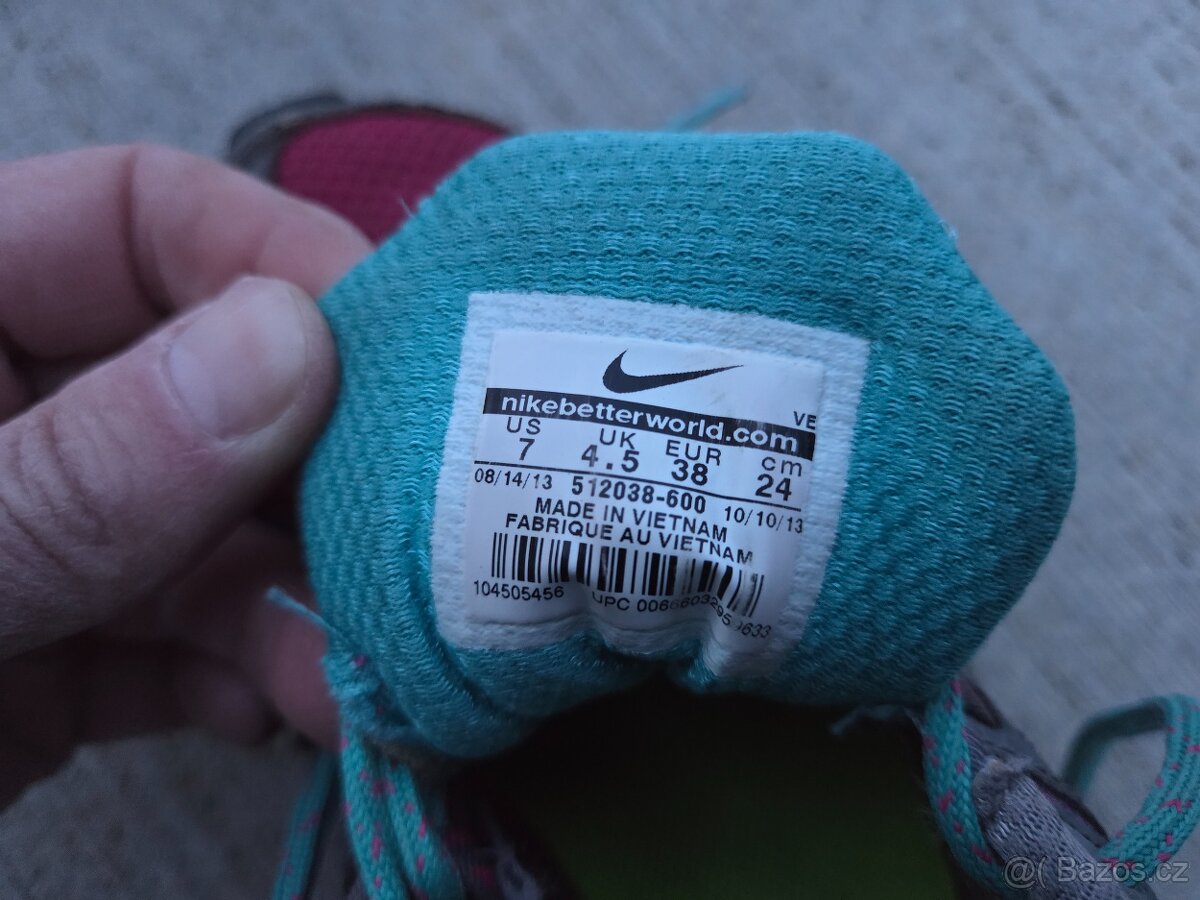 nikebetterworld.com
VE
US UK EUR cm
7 4.5 38 24
08/14/13 512038-600 10/10/13
MADE IN VIETNAM
FABRIQUE AU VIETNAM
104505456 UPC
@( Bazos.cz